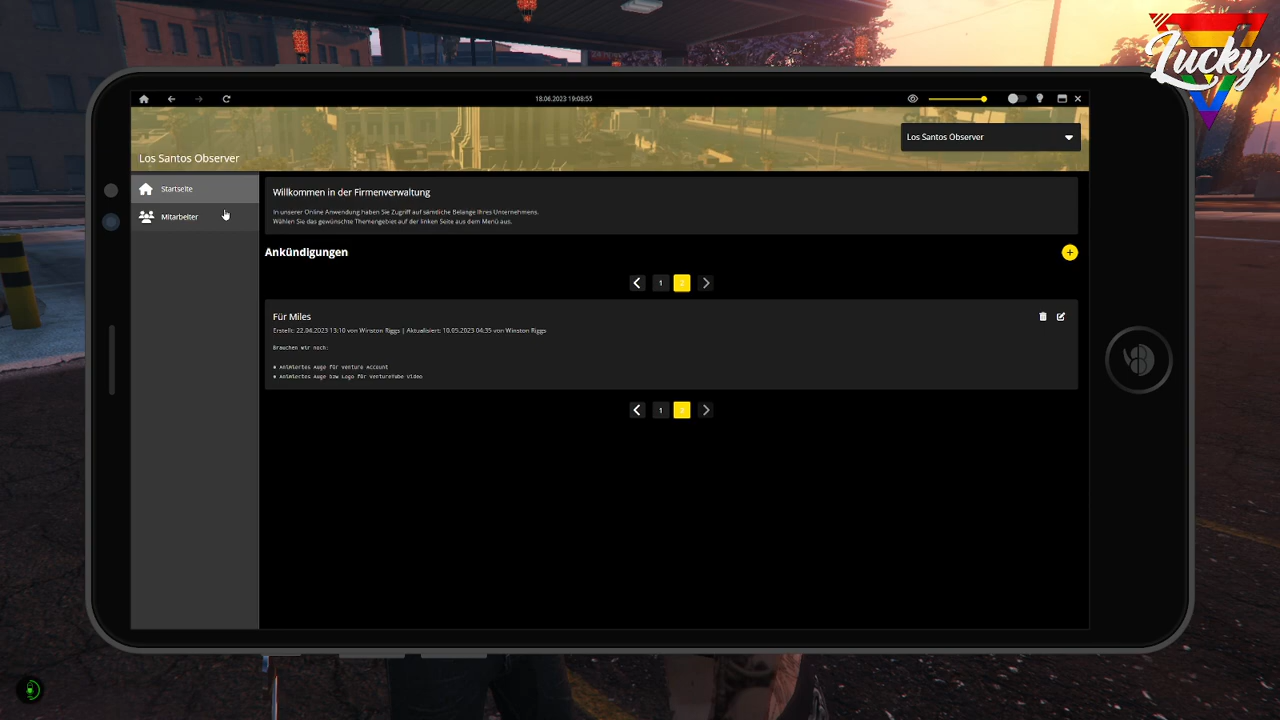 Lucky
18.06.2023 19:08:55
Los Santos Observer
Los Santos Observer
Startseite
Mitarbeiter
Willkommen in der Firmenverwaltung
In unserer Online Anwendung haben Sie Zugriff auf sämtliche Belange Ihres Unternehmens.
Wählen Sie das gewünschte Themengebiet auf der linken Seite aus dem Menü aus.
Ankündigungen
1 2
Für Miles
Erstellt: 22.04.2023 13:10 von Winston Riggs | Aktualisiert: 10.05.2023 04:35 von Winston Riggs
Brauchen wir noch:
• Animiertes Auge für Venture Account
• Animiertes Auge bzw Logo für VentureTube Video
1 2